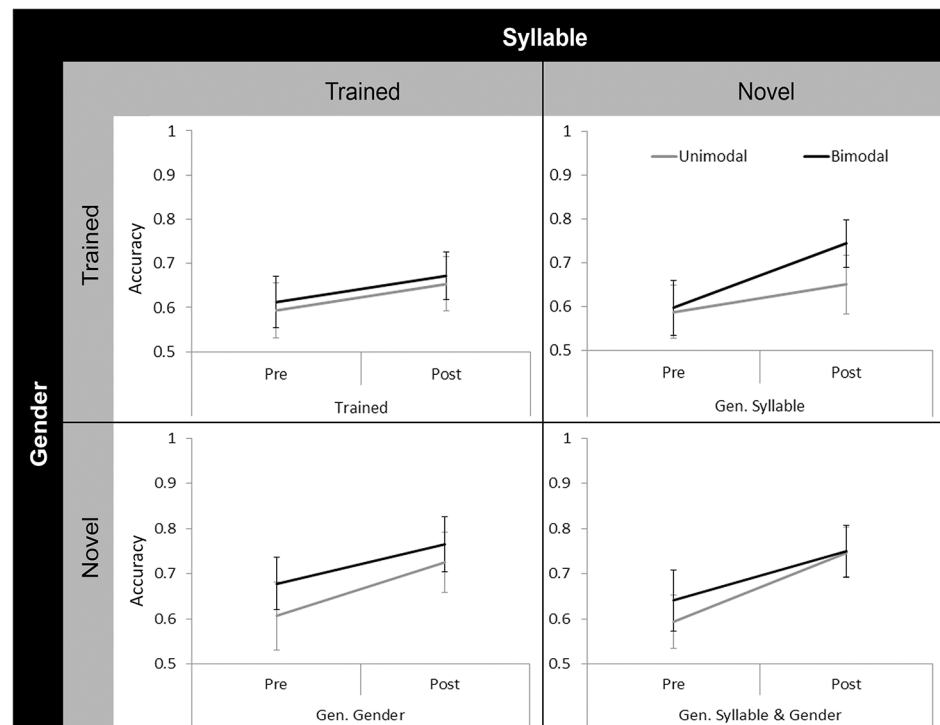 Syllable
Trained Novel
Gender
Trained
Accuracy
1
0.9
0.8
0.7
0.6
0.5
Pre Post
Trained
1
0.9
0.8
0.7
0.6
0.5
Unimodal Bimodal
Pre Post
Gen. Syllable
Novel
Accuracy
1
0.9
0.8
0.7
0.6
0.5
Pre Post
Gen. Gender
1
0.9
0.8
0.7
0.6
0.5
Pre Post
Gen. Syllable & Gender